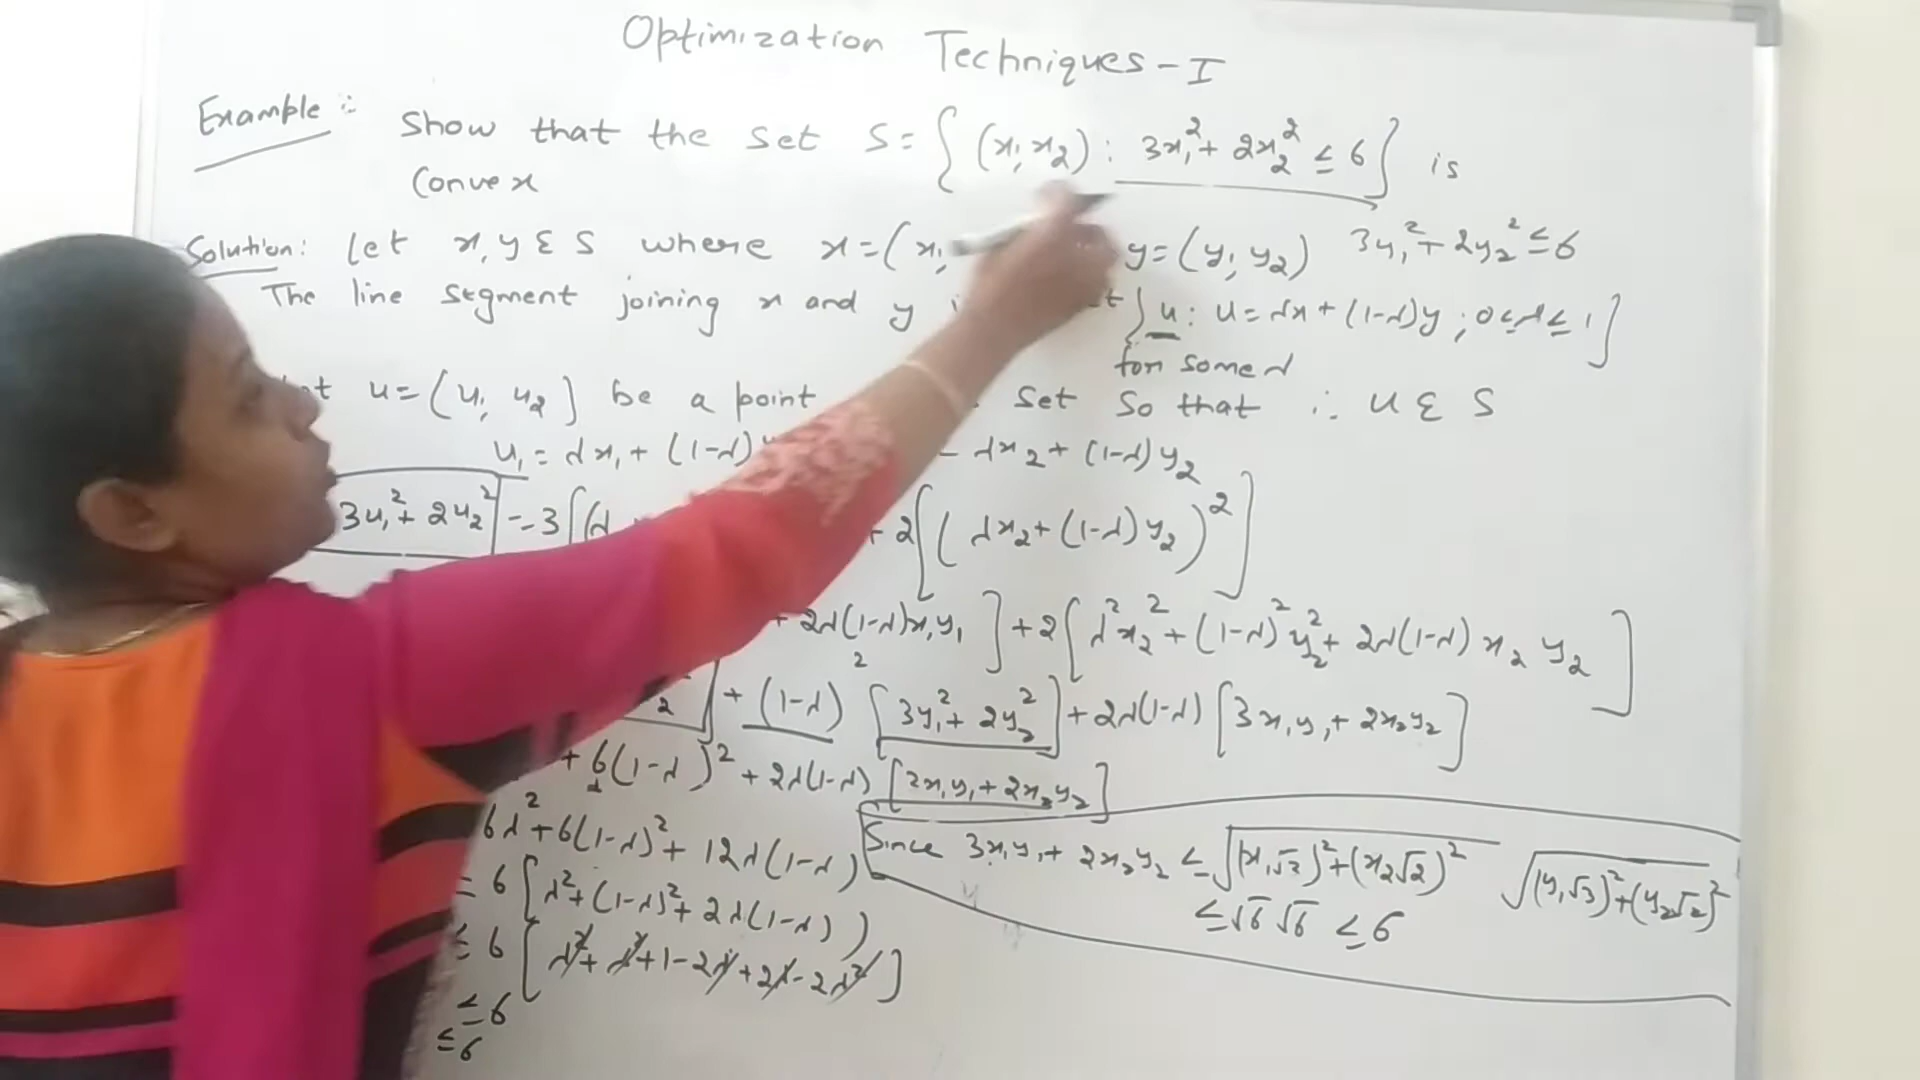 Optimization Techniques - I
Example : Show that the set S = { (x1, x2) : 3x1² + 2x2² ≤ 6 } is
Convex
Solution: Let x, y ε S where x = (x1, y = (y1, y2) 3y1² + 2y2² ≤ 6
The line segment joining x and y { u : u = λx + (1-λ)y ; 0 ≤ λ ≤ 1 }
for some λ
u = (u1, u2) be a point set so that ∴ u ε S
u1 = λx1 + (1-λ) λx2 + (1-λ)y2
3u1² + 2u2² = 3[(λ + 2[(λx2 + (1-λ)y2)²]
+ 2λ(1-λ)x1y1] + 2[λ²x2² + (1-λ)²y2² + 2λ(1-λ) x2 y2]
2] + (1-λ)² [3y1² + 2y2²] + 2λ(1-λ) [3x1y1 + 2x2y2]
+ 6(1-λ)² + 2λ(1-λ) [3x1y1 + 2x2y2]
6λ² + 6(1-λ)² + 12λ(1-λ)
= 6[λ² + (1-λ)² + 2λ(1-λ))
≤ 6[λ² + λ² + 1 - 2λ + 2λ - 2λ²]
≤ 6
≤ 6
Since 3x1y1 + 2x2y2 ≤ √(x1√3)² + (x2√2)² √(y1√3)² + (y2√2)²
≤ √6 √6 ≤ 6